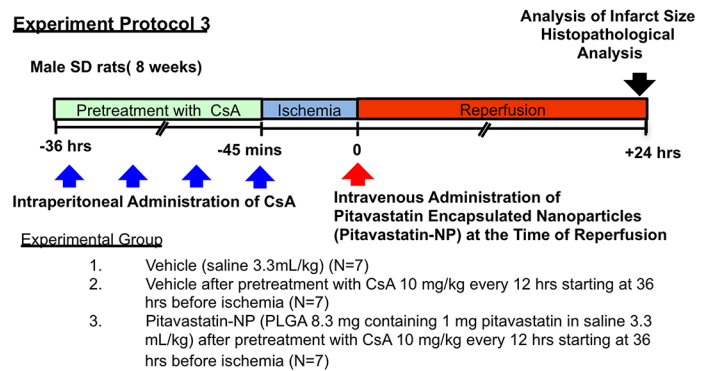 Experiment Protocol 3
Analysis of Infarct Size
Histopathological
Analysis
Male SD rats( 8 weeks)
Pretreatment with CsA
Ischemia
Reperfusion
-36 hrs
-45 mins
0
+24 hrs
Intraperitoneal Administration of CsA
Intravenous Administration of
Pitavastatin Encapsulated Nanoparticles
(Pitavastatin-NP) at the Time of Reperfusion
Experimental Group
1. Vehicle (saline 3.3mL/kg) (N=7)
2. Vehicle after pretreatment with CsA 10 mg/kg every 12 hrs starting at 36
hrs before ischemia (N=7)
3. Pitavastatin-NP (PLGA 8.3 mg containing 1 mg pitavastatin in saline 3.3
mL/kg) after pretreatment with CsA 10 mg/kg every 12 hrs starting at 36
hrs before ischemia (N=7)